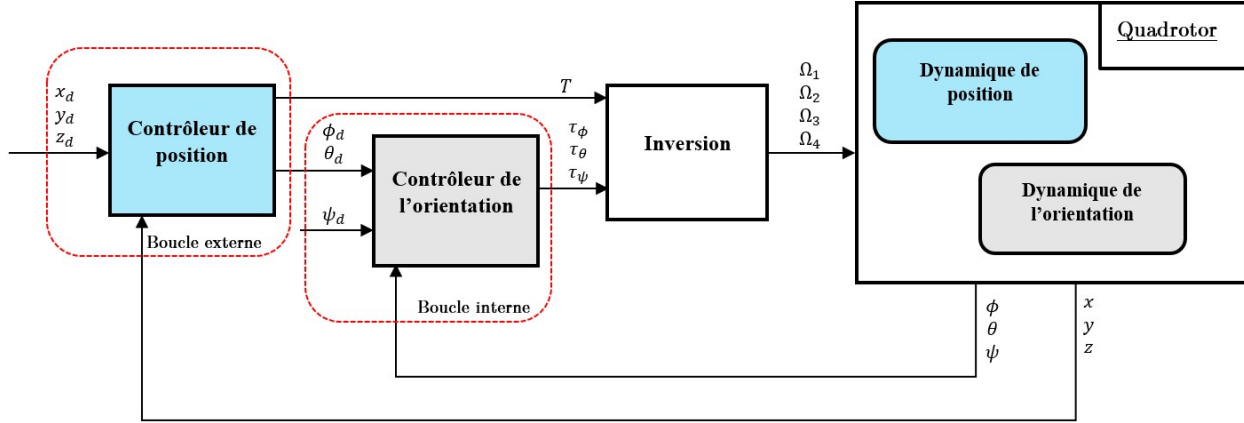 x_d
y_d
z_d
Contrôleur de
position
Boucle externe
T
ϕ_d
θ_d
ψ_d
Contrôleur de
l’orientation
Boucle interne
τ_ϕ
τ_θ
τ_ψ
Inversion
Ω_1
Ω_2
Ω_3
Ω_4
Quadrotor
Dynamique de
position
Dynamique de
l’orientation
ϕ
θ
ψ
x
y
z